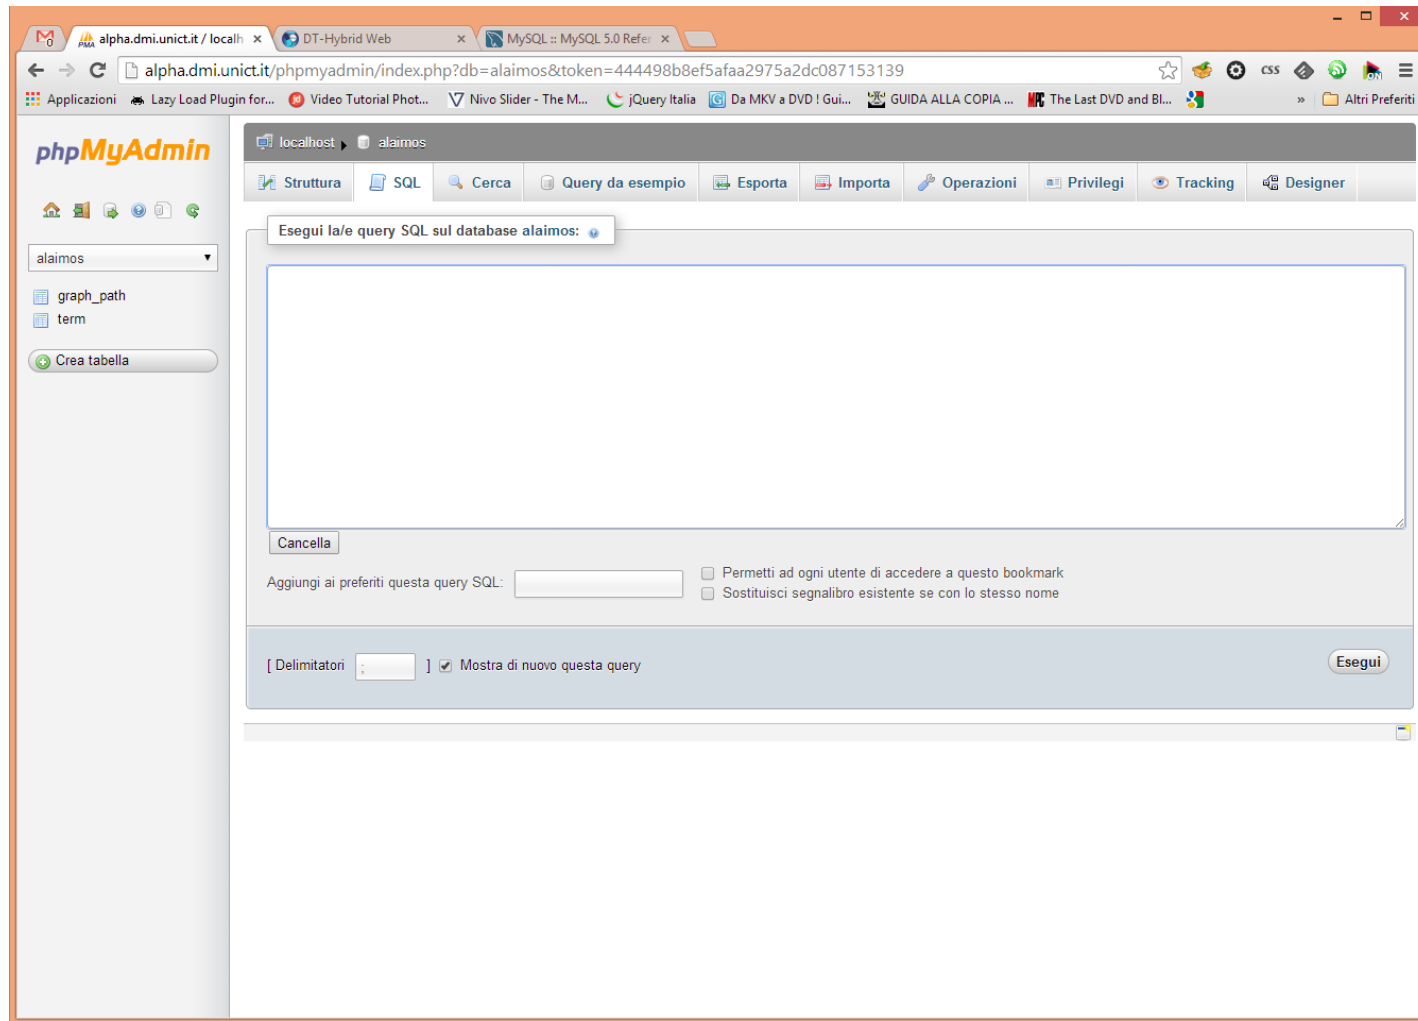 alpha.dmi.unict.it / localh
DT-Hybrid Web
MySQL :: MySQL 5.0 Refer
alpha.dmi.unict.it/phpmyadmin/index.php?db=alaimos&token=444498b8ef5afaa2975a2dc087153139
css
ON
Applicazioni
Lazy Load Plugin for...
Video Tutorial Phot...
Nivo Slider - The M...
jQuery Italia
Da MKV a DVD ! Gui...
GUIDA ALLA COPIA ...
The Last DVD and Bl...
»
Altri Preferiti
phpMyAdmin
localhost
alaimos
Struttura
SQL
Cerca
Query da esempio
Esporta
Importa
Operazioni
Privilegi
Tracking
Designer
alaimos
graph_path
term
Crea tabella
Esegui la/e query SQL sul database alaimos:
Cancella
Aggiungi ai preferiti questa query SQL:
Permetti ad ogni utente di accedere a questo bookmark
Sostituisci segnalibro esistente se con lo stesso nome
[ Delimitatori ; ] Mostra di nuovo questa query
Esegui